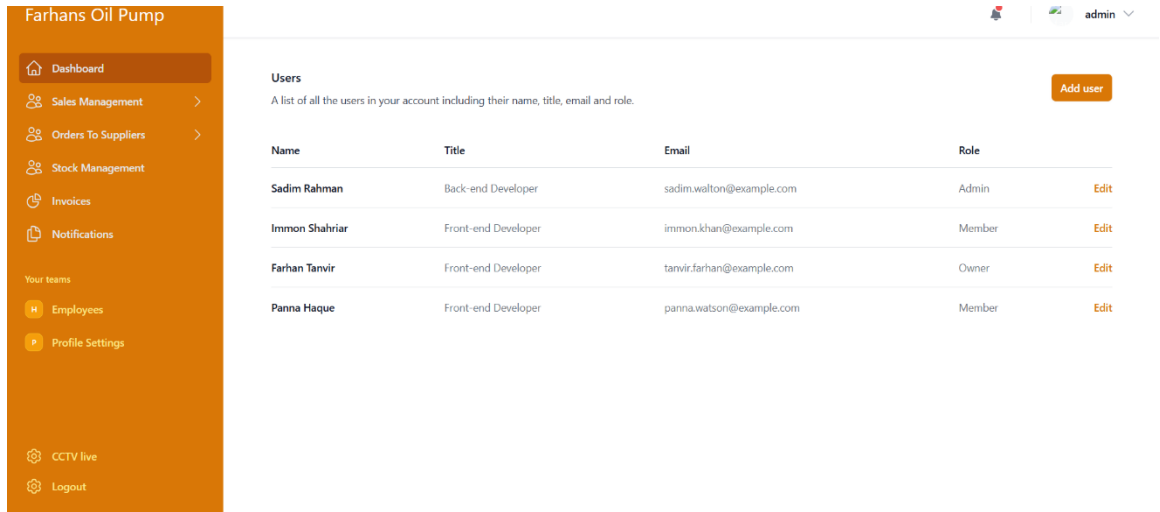 Farhans Oil Pump
admin
Dashboard
Sales Management
Orders To Suppliers
Stock Management
Invoices
Notifications
Your teams
H Employees
P Profile Settings
CCTV live
Logout
Users
A list of all the users in your account including their name, title, email and role.
Add user
Name Title Email Role
Sadim Rahman Back-end Developer sadim.walton@example.com Admin Edit
Immon Shahriar Front-end Developer immon.khan@example.com Member Edit
Farhan Tanvir Front-end Developer tanvir.farhan@example.com Owner Edit
Panna Haque Front-end Developer panna.watson@example.com Member Edit